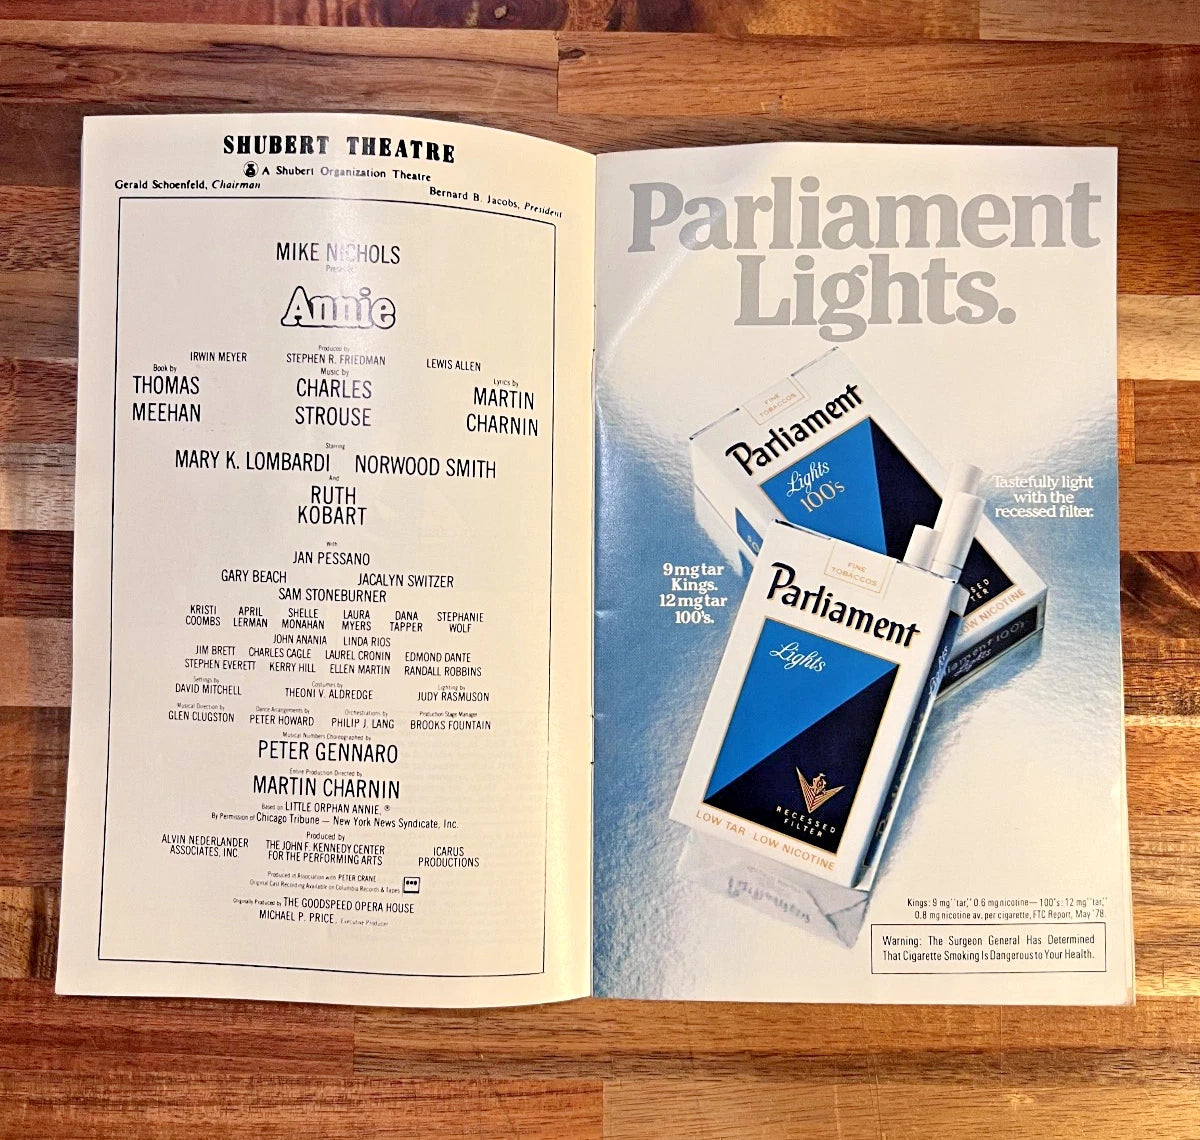 SHUBERT THEATRE
A Shubert Organization Theatre
Gerald Schoenfeld, Chairman
Bernard B. Jacobs, President
MIKE NICHOLS
Presents
Annie
Produced by
IRWIN MEYER STEPHEN R. FRIEDMAN LEWIS ALLEN
Book by Music by Lyrics by
THOMAS CHARLES MARTIN
MEEHAN STROUSE CHARNIN
Starring
MARY K. LOMBARDI NORWOOD SMITH
And
RUTH
KOBART
With
JAN PESSANO
GARY BEACH JACALYN SWITZER
SAM STONEBURNER
KRISTI APRIL SHELLE LAURA DANA STEPHANIE
COOMBS LERMAN MONAHAN MYERS TAPPER WOLF
JOHN ANANIA LINDA RIOS
JIM BRETT CHARLES CAGLE LAUREL CRONIN EDMOND DANTE
STEPHEN EVERETT KERRY HILL ELLEN MARTIN RANDALL ROBBINS
Settings by Costumes by Lighting by
DAVID MITCHELL THEONI V. ALDREDGE JUDY RASMUSON
Musical Direction by Dance Arrangements by Orchestrations by Production Stage Manager
GLEN CLUGSTON PETER HOWARD PHILIP J. LANG BROOKS FOUNTAIN
Musical Numbers Choreographed by
PETER GENNARO
Entire Production Directed by
MARTIN CHARNIN
Based on LITTLE ORPHAN ANNIE, ®
By Permission of Chicago Tribune — New York News Syndicate, Inc.
Produced by
ALVIN NEDERLANDER THE JOHN F. KENNEDY CENTER ICARUS
ASSOCIATES, INC. FOR THE PERFORMING ARTS PRODUCTIONS
Produced in Association with PETER CRANE
Original Cast Recording Available on Columbia Records & Tapes
Originally Produced by THE GOODSPEED OPERA HOUSE
MICHAEL P. PRICE, Executive Producer
Parliament
Lights.
FINE
TOBACCOS
Parliament
Lights
100's
Tastefully light
with the
recessed filter.
9 mg tar
Kings.
12 mg tar
100's.
FINE
TOBACCOS
Parliament
Lights
RECESSED
FILTER
LOW TAR · LOW NICOTINE
SED
TER
LOW NICOTINE
Kings: 9 mg "tar," 0.6 mg nicotine — 100's: 12 mg "tar,"
0.8 mg nicotine av. per cigarette, FTC Report, May '78.
Warning: The Surgeon General Has Determined
That Cigarette Smoking Is Dangerous to Your Health.